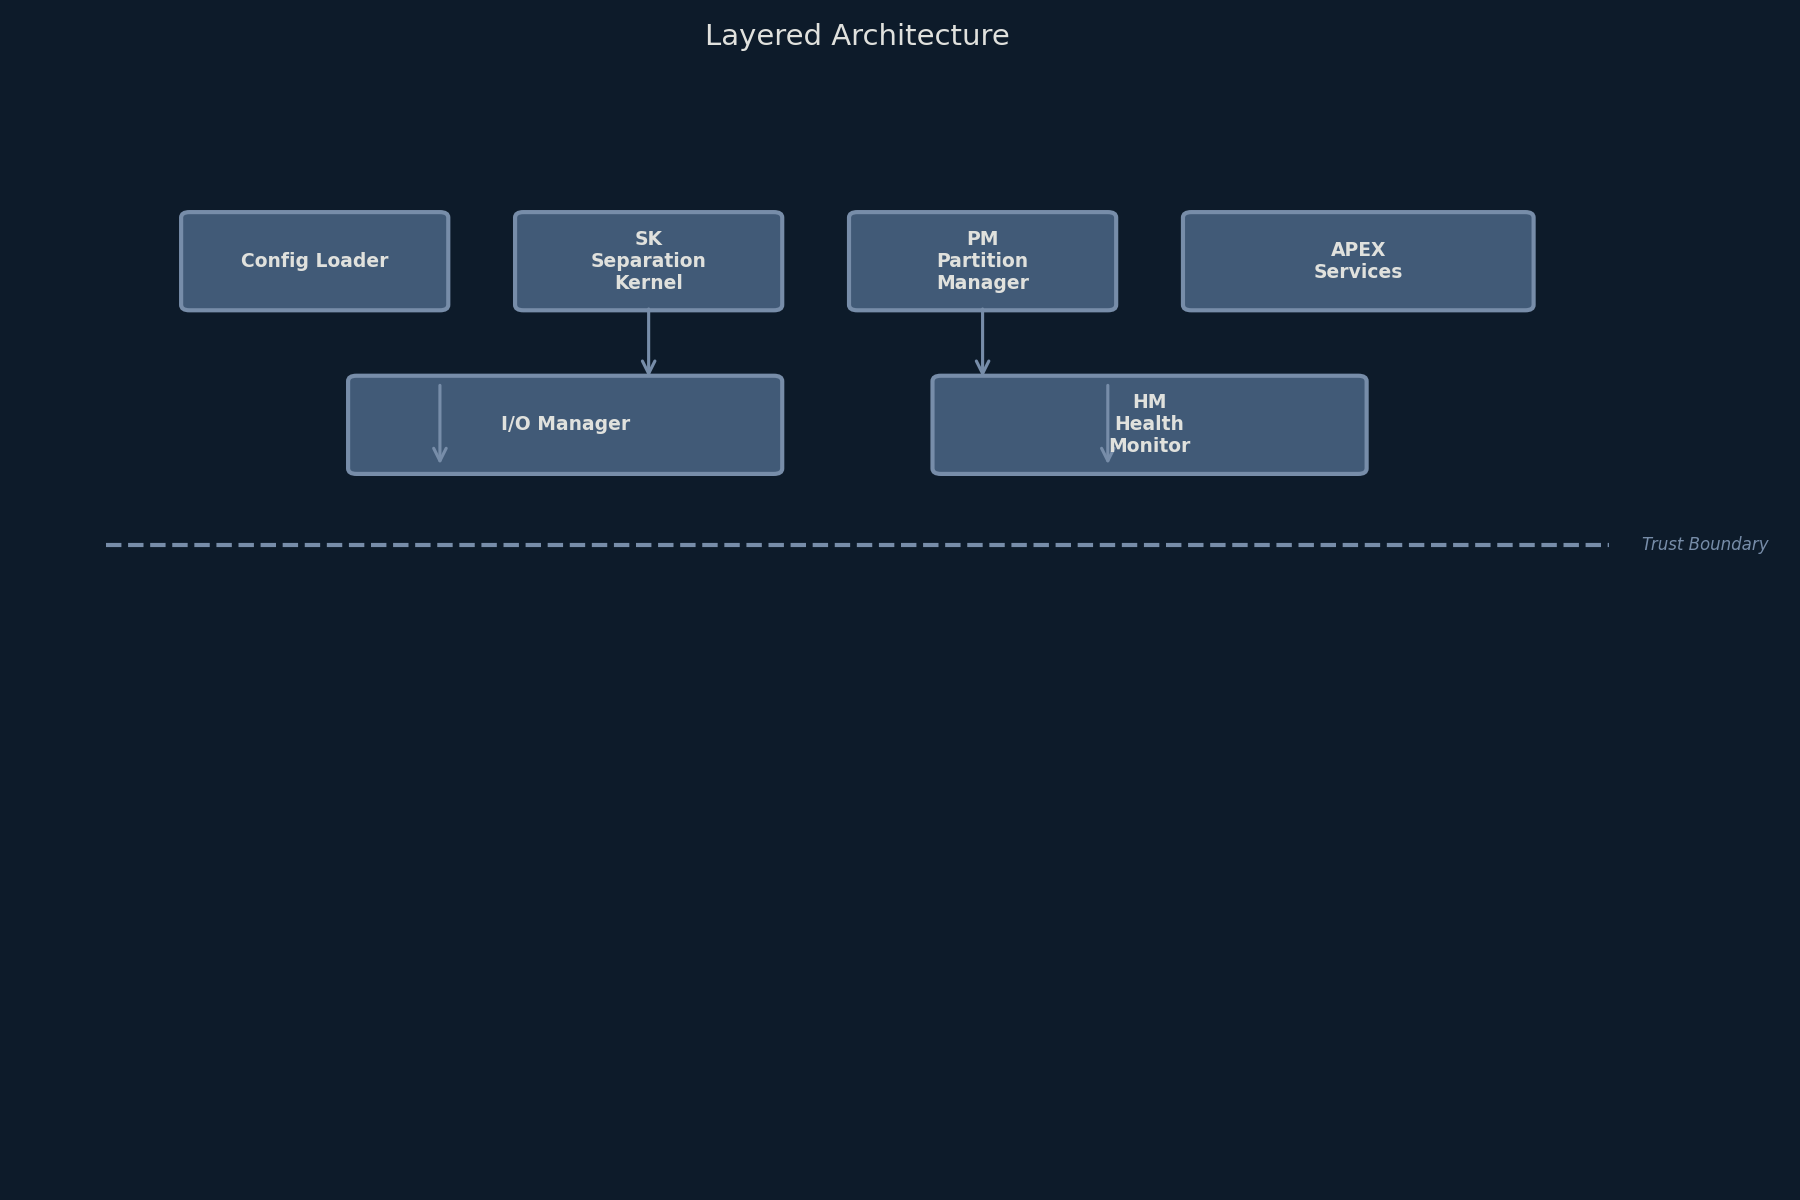 Layered Architecture
Config Loader
SK
Separation
Kernel
PM
Partition
Manager
APEX
Services
I/O Manager
HM
Health
Monitor
Trust Boundary